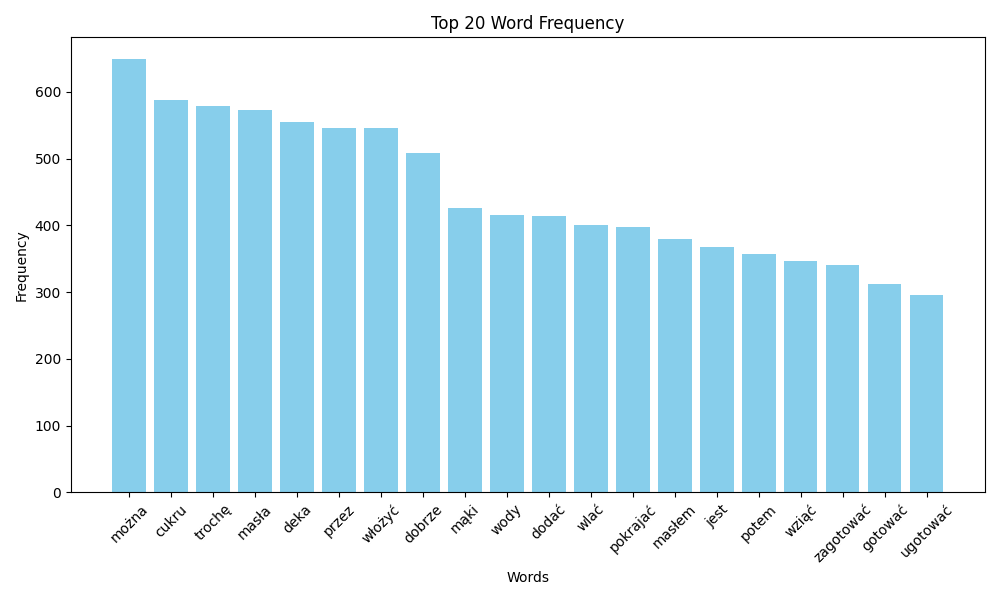 Top 20 Word Frequency
Frequency
600
500
400
300
200
100
0
można
cukru
trochę
masła
deka
przez
włożyć
dobrze
mąki
wody
dodać
wlać
pokrajać
masłem
jest
potem
wziąć
zagotować
gotować
ugotować
Words